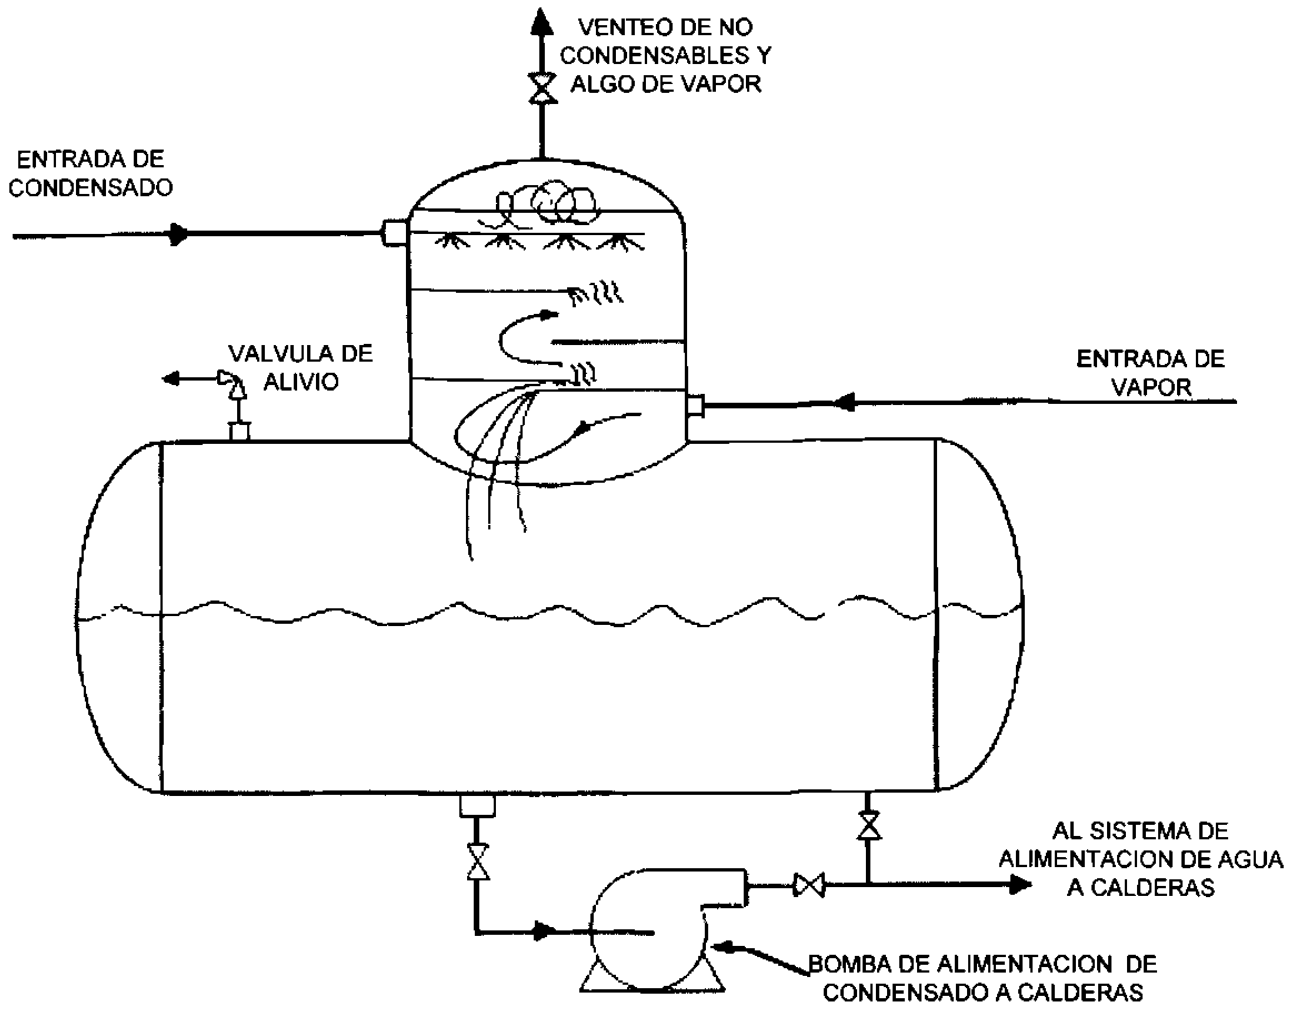 VENTEO DE NO
CONDENSABLES Y
ALGO DE VAPOR
ENTRADA DE
CONDENSADO
VALVULA DE
ALIVIO
ENTRADA DE
VAPOR
AL SISTEMA DE
ALIMENTACION DE AGUA
A CALDERAS
BOMBA DE ALIMENTACION DE
CONDENSADO A CALDERAS